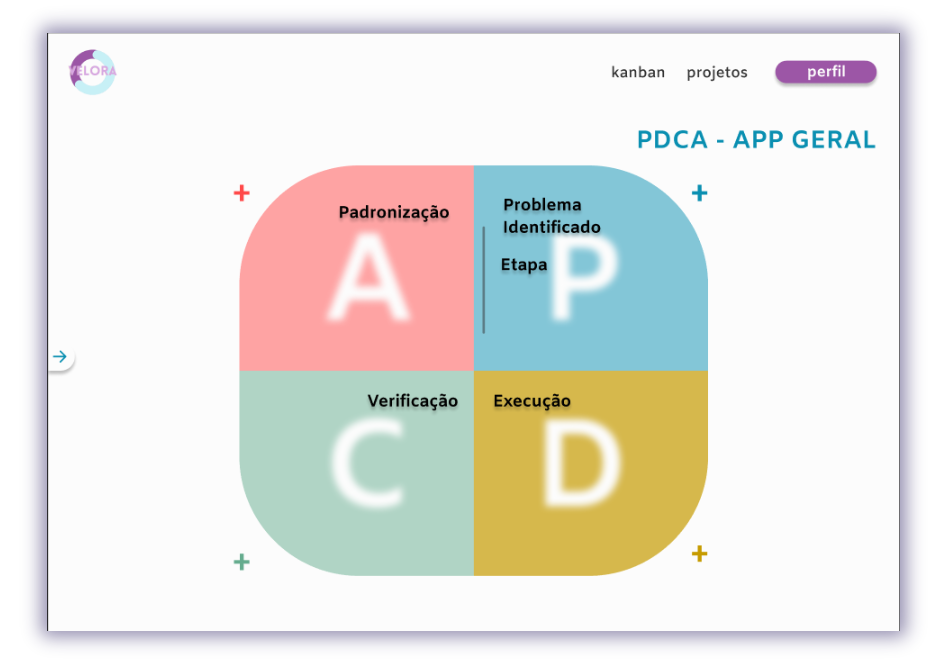 VELORA
kanban projetos perfil
PDCA - APP GERAL
+ +
Padronização
A
Problema
Identificado
Etapa
P
→
Verificação
C
Execução
D
+ +